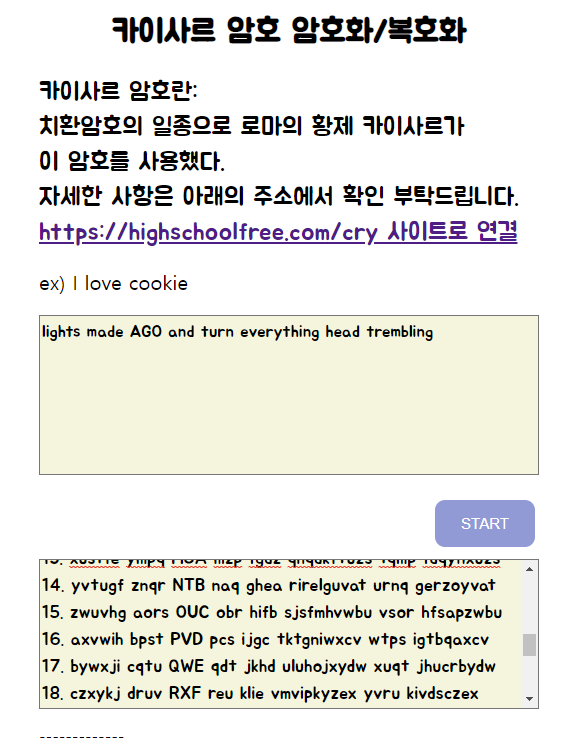 카이사르 암호 암호화/복호화
카이사르 암호란:
치환암호의 일종으로 로마의 황제 카이사르가
이 암호를 사용했다.
자세한 사항은 아래의 주소에서 확인 부탁드립니다.
https://highschoolfree.com/cry 사이트로 연결
ex) I love cookie
lights made AGO and turn everything head trembling
START
14. yvtugf znqr NTB naq ghea rirelguvat urnq gerzoyvat
15. zwuvhg aors OUC obr hifb sjsfmhvwbu vsor hfsapzwbu
16. axvwih bpst PVD pcs ijgc tktgniwxcv wtps igtbqaxcv
17. bywxji cqtu QWE qdt jkhd uluhojxydw xuqt jhucrbydw
18. czxykj druv RXF reu klie vmvipkyzex yvru kivdsczex
-------------